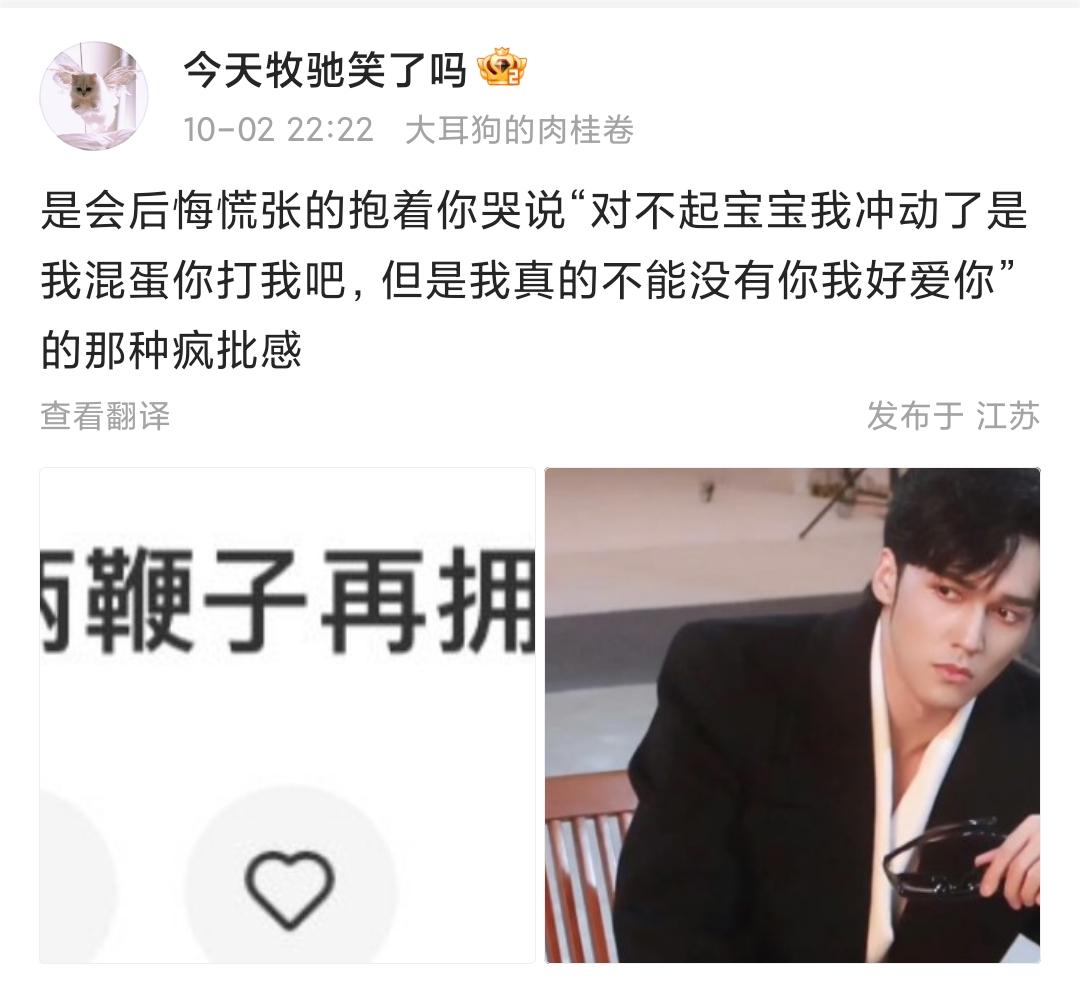 今天牧驰笑了吗
10-02 22:22 大耳狗的肉桂卷
是会后悔慌张的抱着你哭说“对不起宝宝我冲动了是
我混蛋你打我吧，但是我真的不能没有你我好爱你”
的那种疯批感
查看翻译 发布于 江苏
鞭子再拥